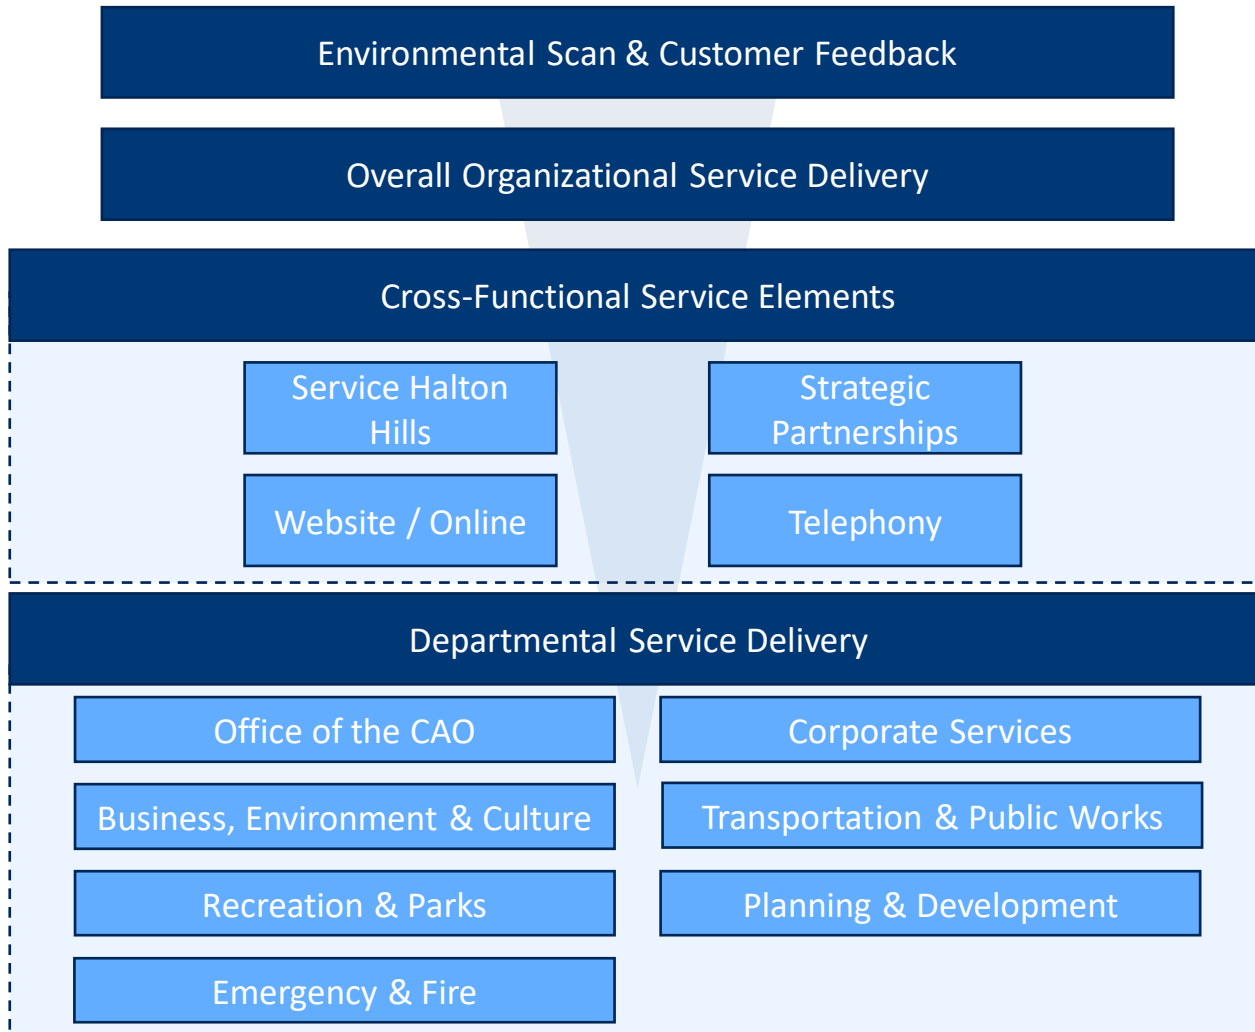 Environmental Scan & Customer Feedback
Overall Organizational Service Delivery
Cross-Functional Service Elements
Service Halton
Hills
Strategic
Partnerships
Website / Online
Telephony
Departmental Service Delivery
Office of the CAO
Corporate Services
Business, Environment & Culture
Transportation & Public Works
Recreation & Parks
Planning & Development
Emergency & Fire